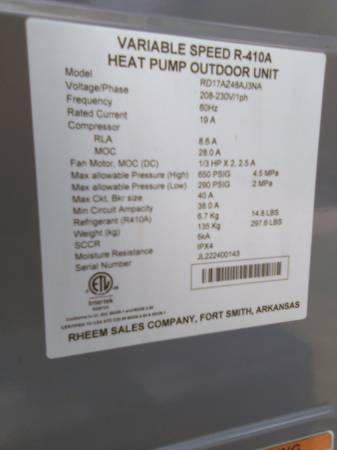 VARIABLE SPEED R-410A
HEAT PUMP OUTDOOR UNIT
Model RD17AZ48AJ3NA
Voltage/Phase 208-230V/1ph
Frequency 60Hz
Rated Current 19 A
Compressor
RLA 8.6 A
MOC 28.0 A
Fan Motor, MOC (DC) 1/3 HP X 2, 2.5 A
Max allowable Pressure (High) 650 PSIG 4.5 MPa
Max allowable Pressure (Low) 290 PSIG 2 MPa
Max Ckt, Bkr size 40 A
Min Circuit Ampacity 38.0 A
Refrigerant (R410A) 6.7 Kg 14.8 LBS
Weight (kg) 135 Kg 297.6 LBS
SCCR 5kA
Moisture Resistance IPX4
Serial Number JL222400143
ETL
Intertek
RHEEM SALES COMPANY, FORT SMITH, ARKANSAS